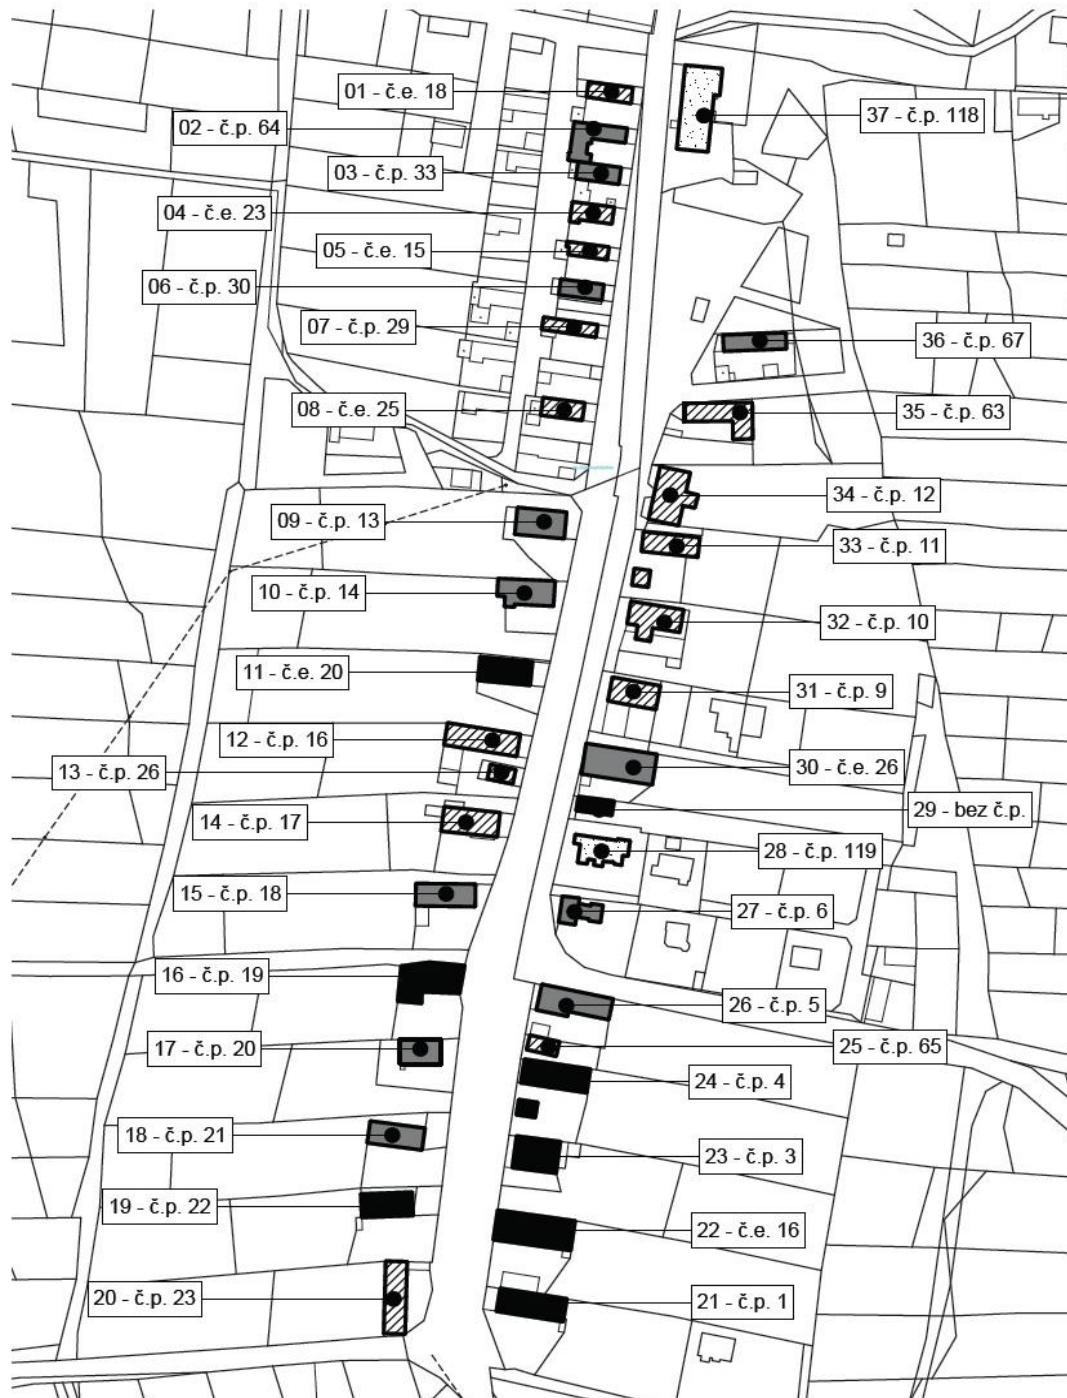 01 - č.e. 18
02 - č.p. 64
03 - č.p. 33
04 - č.e. 23
05 - č.e. 15
06 - č.p. 30
07 - č.p. 29
08 - č.e. 25
09 - č.p. 13
10 - č.p. 14
11 - č.e. 20
12 - č.p. 16
13 - č.p. 26
14 - č.p. 17
15 - č.p. 18
16 - č.p. 19
17 - č.p. 20
18 - č.p. 21
19 - č.p. 22
20 - č.p. 23
37 - č.p. 118
36 - č.p. 67
35 - č.p. 63
34 - č.p. 12
33 - č.p. 11
32 - č.p. 10
31 - č.p. 9
30 - č.e. 26
29 - bez č.p.
28 - č.p. 119
27 - č.p. 6
26 - č.p. 5
25 - č.p. 65
24 - č.p. 4
23 - č.p. 3
22 - č.e. 16
21 - č.p. 1